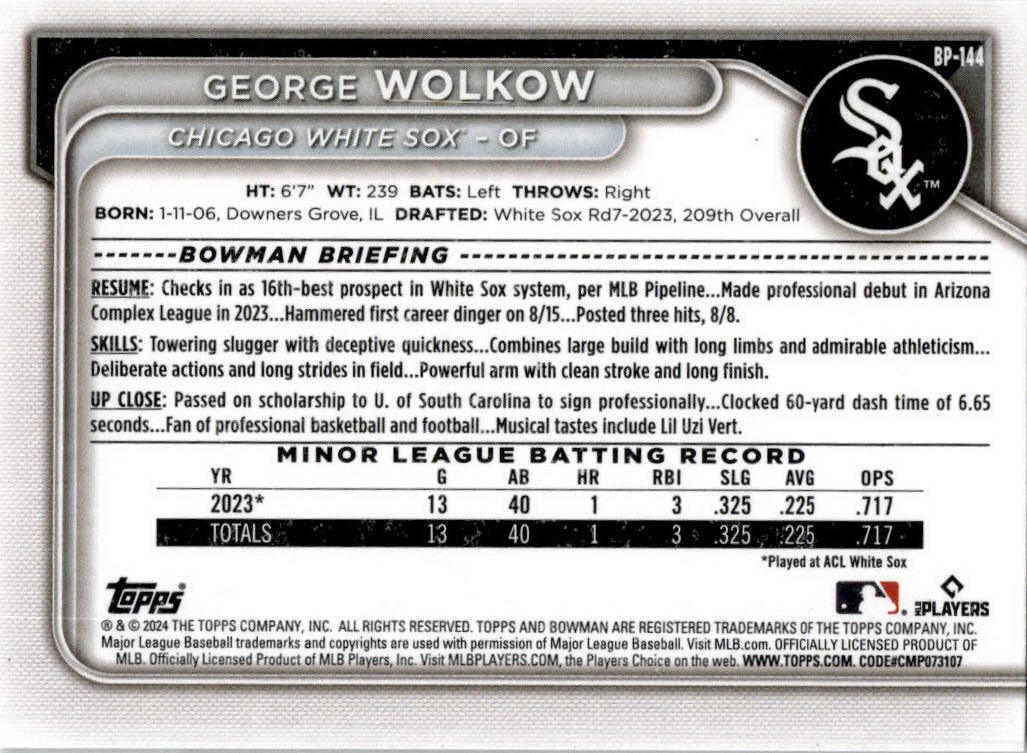 BP-144
GEORGE WOLKOW
CHICAGO WHITE SOX™ – OF
Sox
™
HT: 6'7" WT: 239 BATS: Left THROWS: Right
BORN: 1-11-06, Downers Grove, IL DRAFTED: White Sox Rd7-2023, 209th Overall
BOWMAN BRIEFING
RESUME: Checks in as 16th-best prospect in White Sox system, per MLB Pipeline...Made professional debut in Arizona
Complex League in 2023...Hammered first career dinger on 8/15...Posted three hits, 8/8.
SKILLS: Towering slugger with deceptive quickness...Combines large build with long limbs and admirable athleticism...
Deliberate actions and long strides in field...Powerful arm with clean stroke and long finish.
UP CLOSE: Passed on scholarship to U. of South Carolina to sign professionally...Clocked 60-yard dash time of 6.65
seconds...Fan of professional basketball and football...Musical tastes include Lil Uzi Vert.
MINOR LEAGUE BATTING RECORD
YR G AB HR RBI SLG AVG OPS
2023* 13 40 1 3 .325 .225 .717
TOTALS 13 40 1 3 .325 .225 .717
*Played at ACL White Sox
Topps®
MLB PLAYERS
® & © 2024 THE TOPPS COMPANY, INC. ALL RIGHTS RESERVED. TOPPS AND BOWMAN ARE REGISTERED TRADEMARKS OF THE TOPPS COMPANY, INC.
Major League Baseball trademarks and copyrights are used with permission of Major League Baseball. Visit MLB.com. OFFICIALLY LICENSED PRODUCT OF
MLB. Officially Licensed Product of MLB Players, Inc. Visit MLBPLAYERS.COM, the Players Choice on the web. WWW.TOPPS.COM. CODE#CMP073107